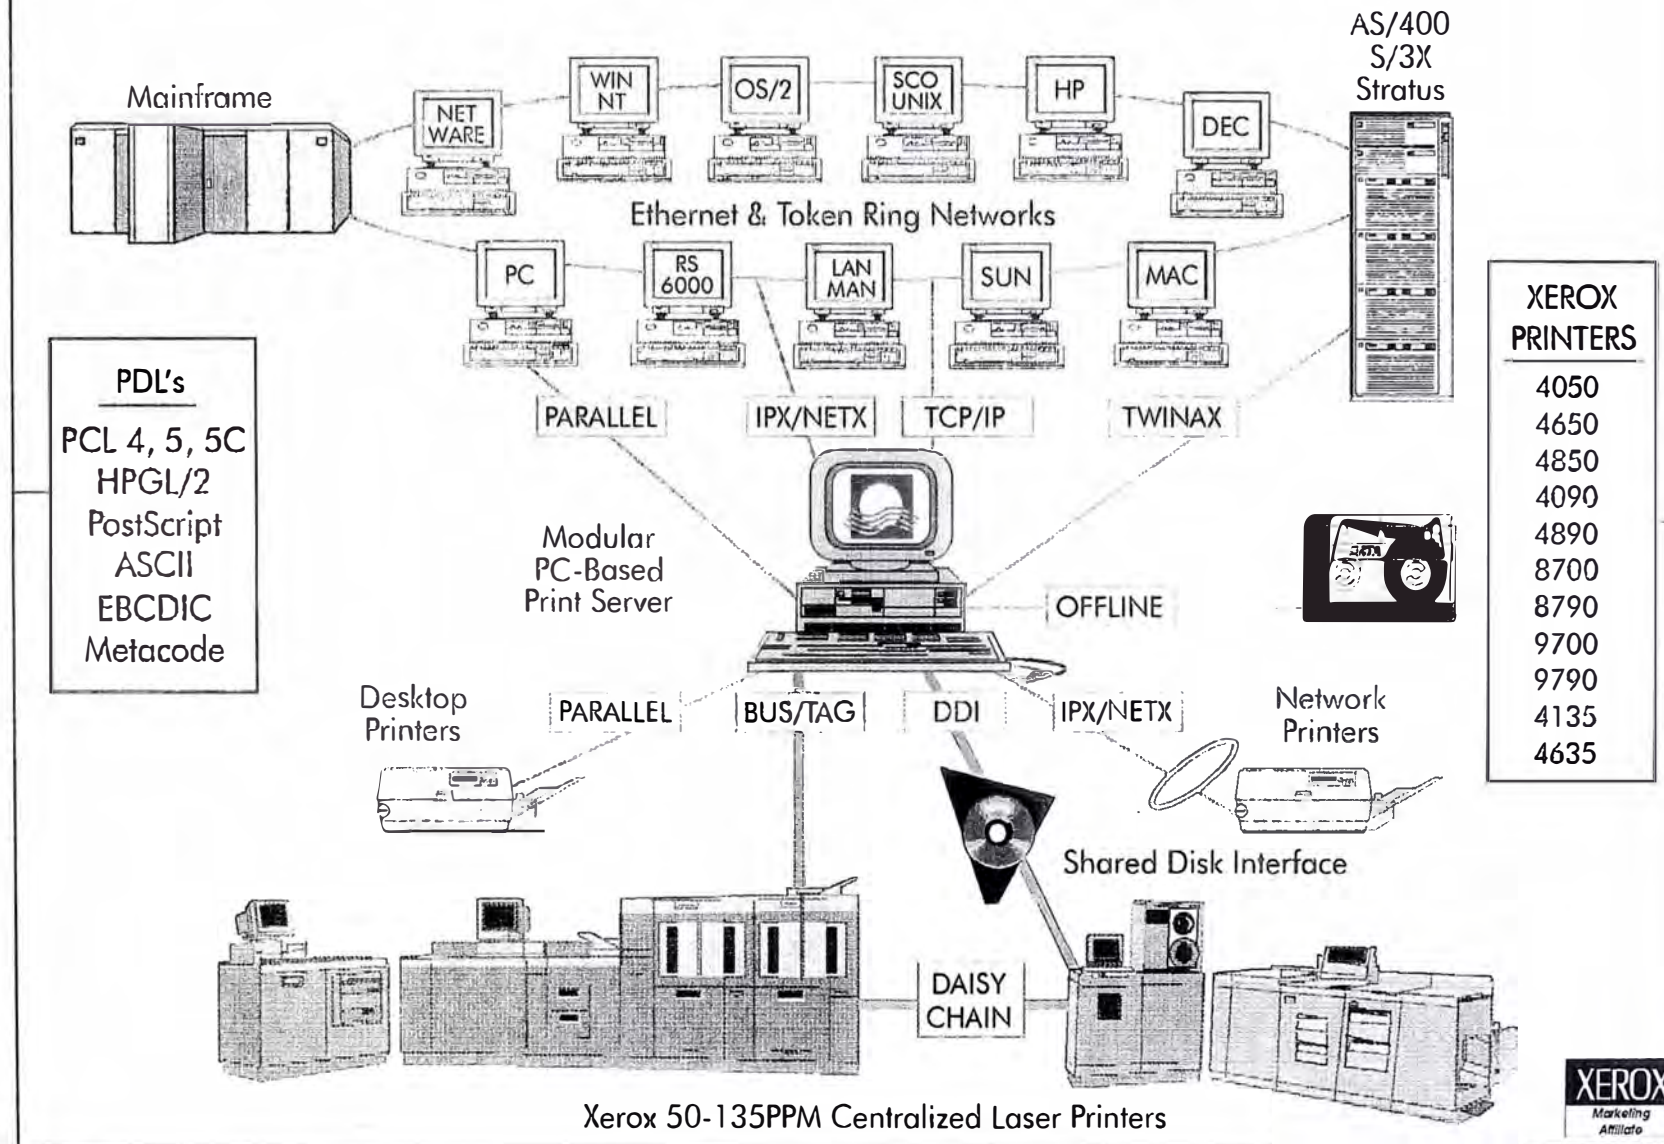 AS/400
S/3X
Stratus
Mainframe
NET
WARE
WIN
NT
OS/2
SCO
UNIX
HP
DEC
Ethernet & Token Ring Networks
PC
RS
6000
LAN
MAN
SUN
MAC
PDL's
PCL 4, 5, 5C
HPGL/2
PostScript
ASCII
EBCDIC
Metacode
XEROX
PRINTERS
4050
4650
4850
4090
4890
8700
8790
9700
9790
4135
4635
PARALLEL
IPX/NETX
TCP/IP
TWINAX
Modular
PC-Based
Print Server
OFFLINE
DATA
Desktop
Printers
PARALLEL
BUS/TAG
DDI
IPX/NETX
Network
Printers
Shared Disk Interface
DAISY
CHAIN
Xerox 50-135PPM Centralized Laser Printers
XEROX
Marketing
Affiliate